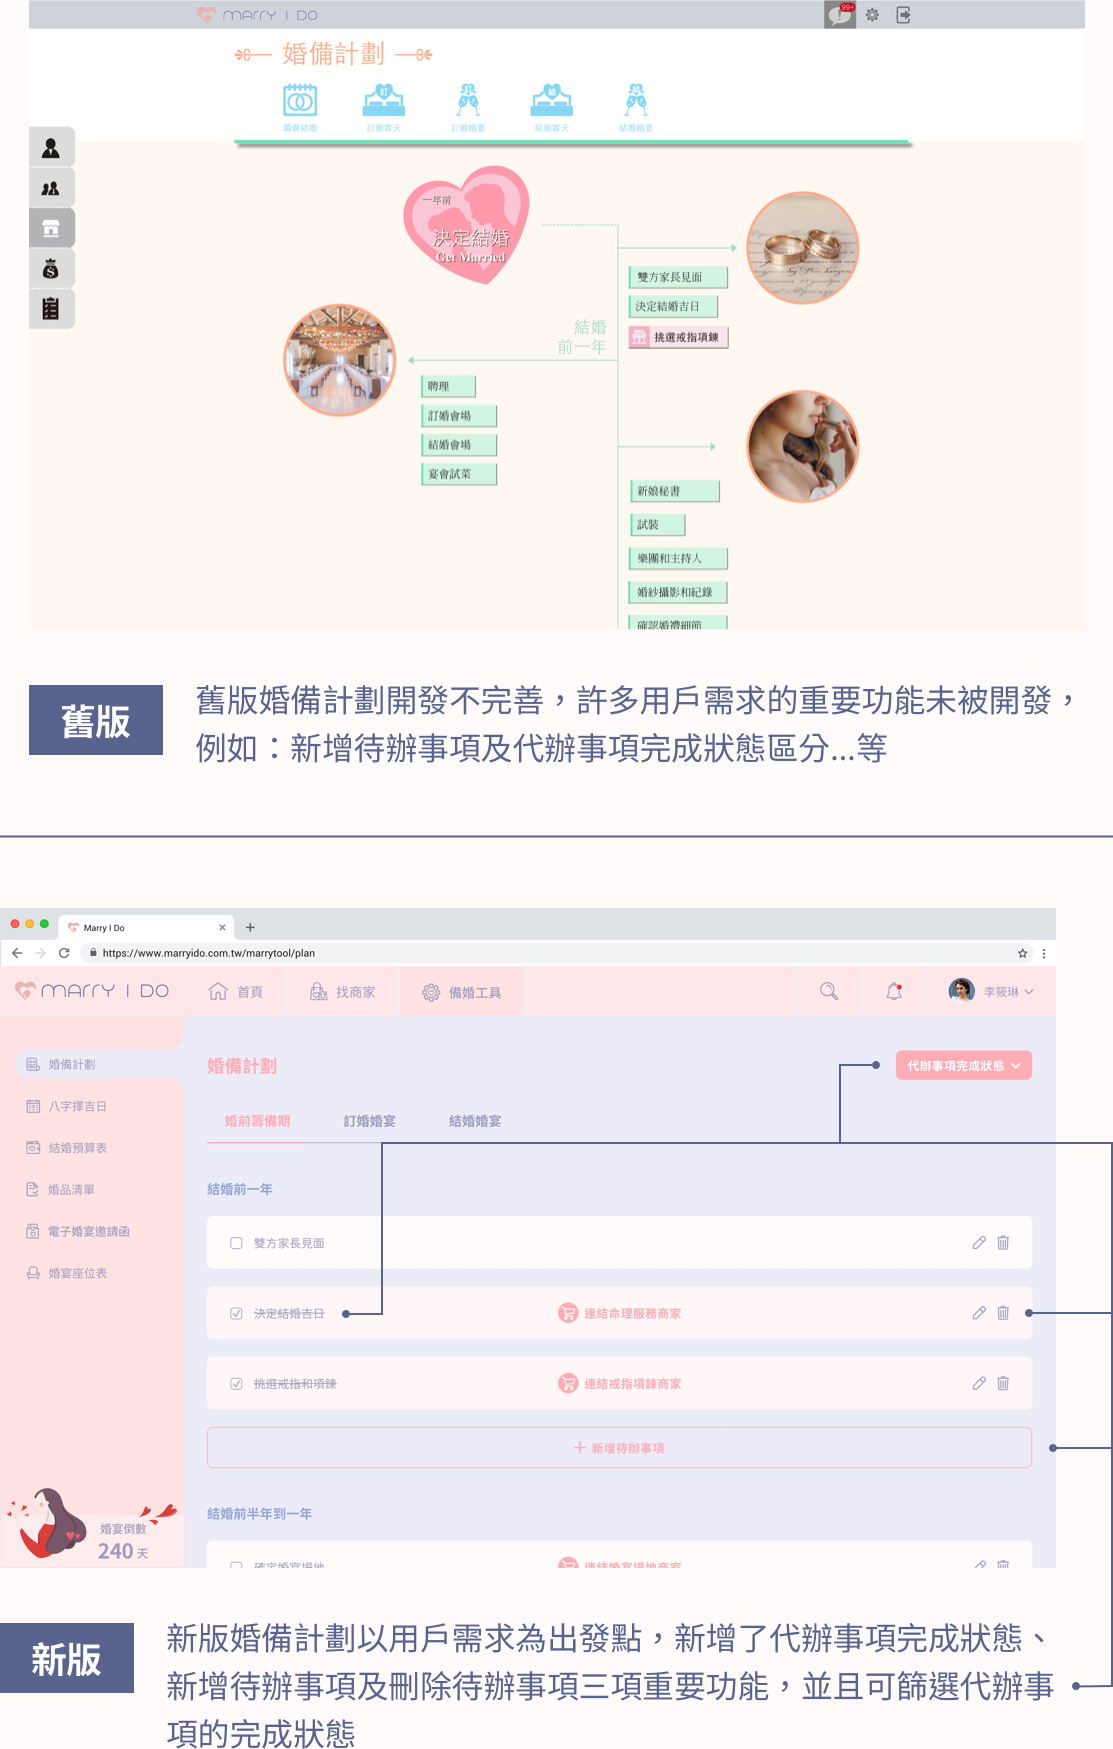 MARRY I DO
99+
婚備計劃
籌備結婚
訂婚當天
訂婚婚宴
結婚當天
結婚婚宴
一年前
決定結婚
Get Married
雙方家長見面
決定結婚吉日
挑選戒指項鍊
結婚
前一年
聘理
訂婚會場
結婚會場
宴會試菜
新娘秘書
試裝
樂團和主持人
婚紗攝影和紀錄
確認婚禮細節
舊版
舊版婚備計劃開發不完善，許多用戶需求的重要功能未被開發，
例如：新增待辦事項及代辦事項完成狀態區分...等
Marry I Do
https://www.marryido.com.tw/marrytool/plan
MARRY I DO
首頁
找商家
備婚工具
李筱琳
婚備計劃
八字擇吉日
結婚預算表
婚品清單
電子婚宴邀請函
婚宴座位表
婚宴倒數
240 天
婚備計劃
代辦事項完成狀態
婚前籌備期
訂婚婚宴
結婚婚宴
結婚前一年
雙方家長見面
決定結婚吉日
連結命理服務商家
挑選戒指和項鍊
連結戒指項鍊商家
新增待辦事項
結婚前半年到一年
確定婚宴場地
連結婚宴場地商家
新版
新版婚備計劃以用戶需求為出發點，新增了代辦事項完成狀態、
新增待辦事項及刪除待辦事項三項重要功能，並且可篩選代辦事
項的完成狀態